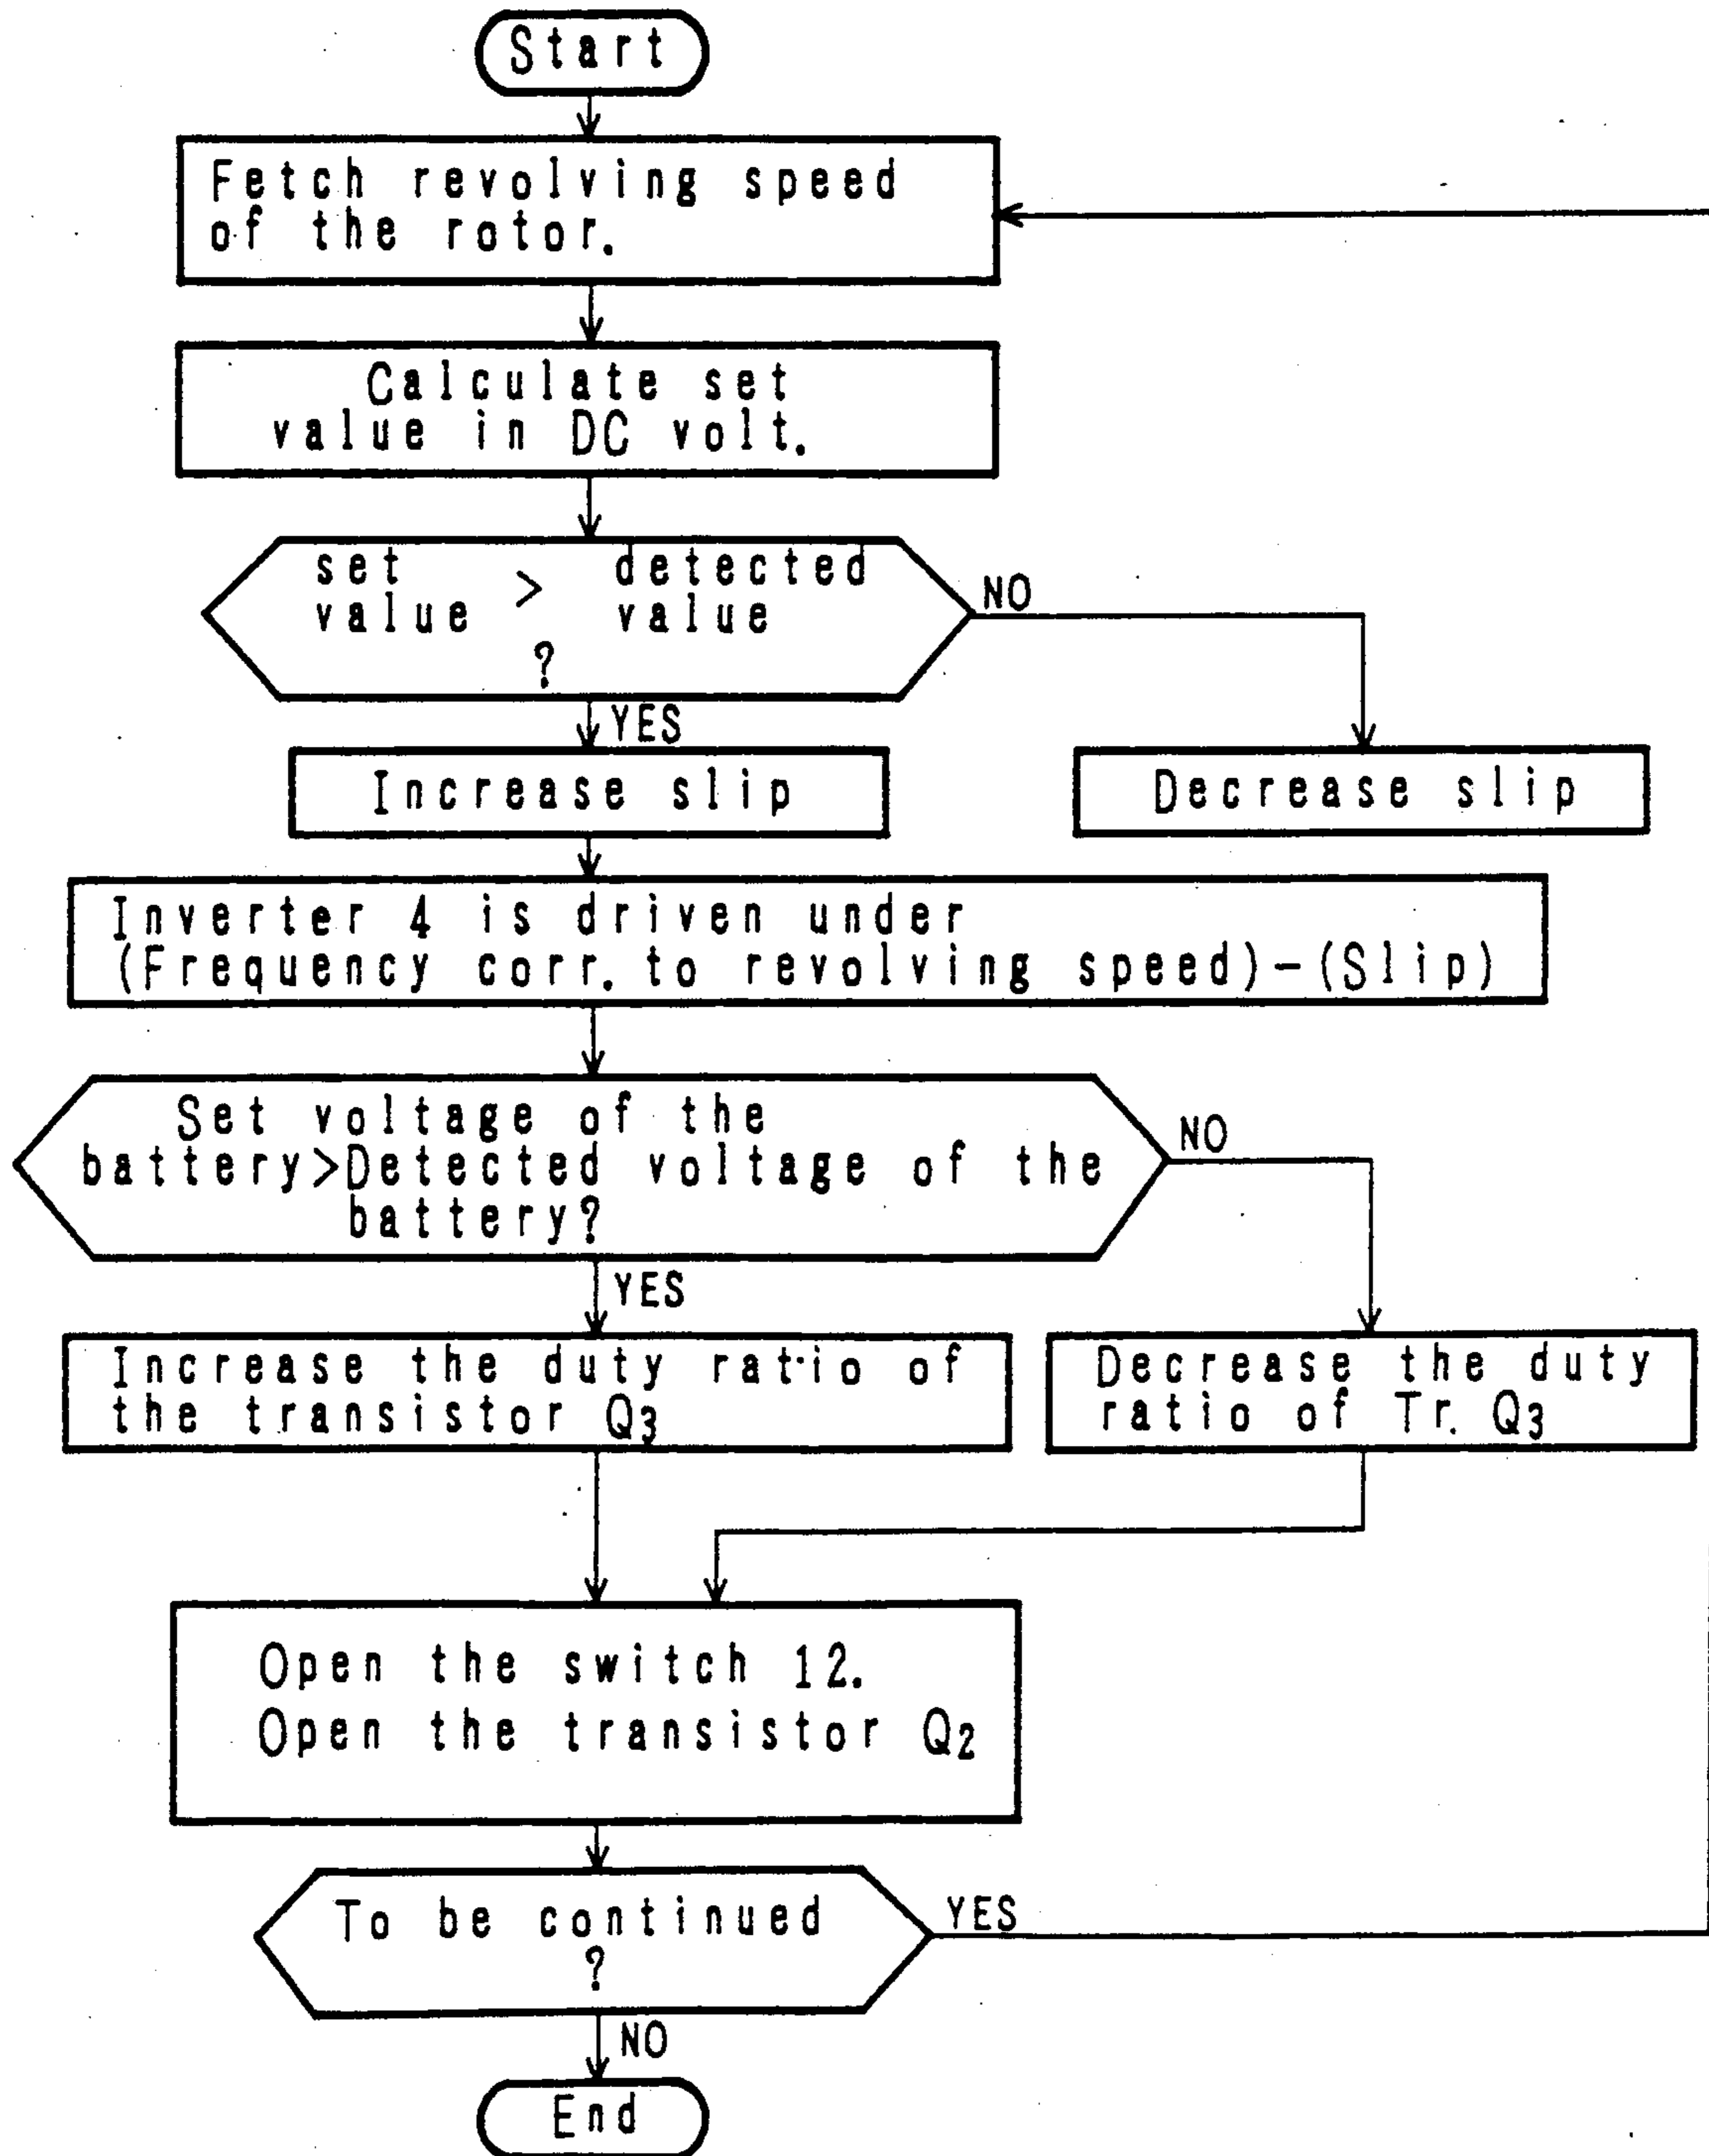 Start
Fetch revolving speed
of the rotor.
Calculate set
value in DC volt.
set > detected
value value
?
NO
YES
Increase slip
Decrease slip
Inverter 4 is driven under
(Frequency corr. to revolving speed)-(Slip)
Set voltage of the
battery>Detected voltage of the
battery?
NO
YES
Increase the duty ratio of
the transistor Q3
Decrease the duty
ratio of Tr. Q3
Open the switch 12.
Open the transistor Q2
To be continued
?
YES
NO
End